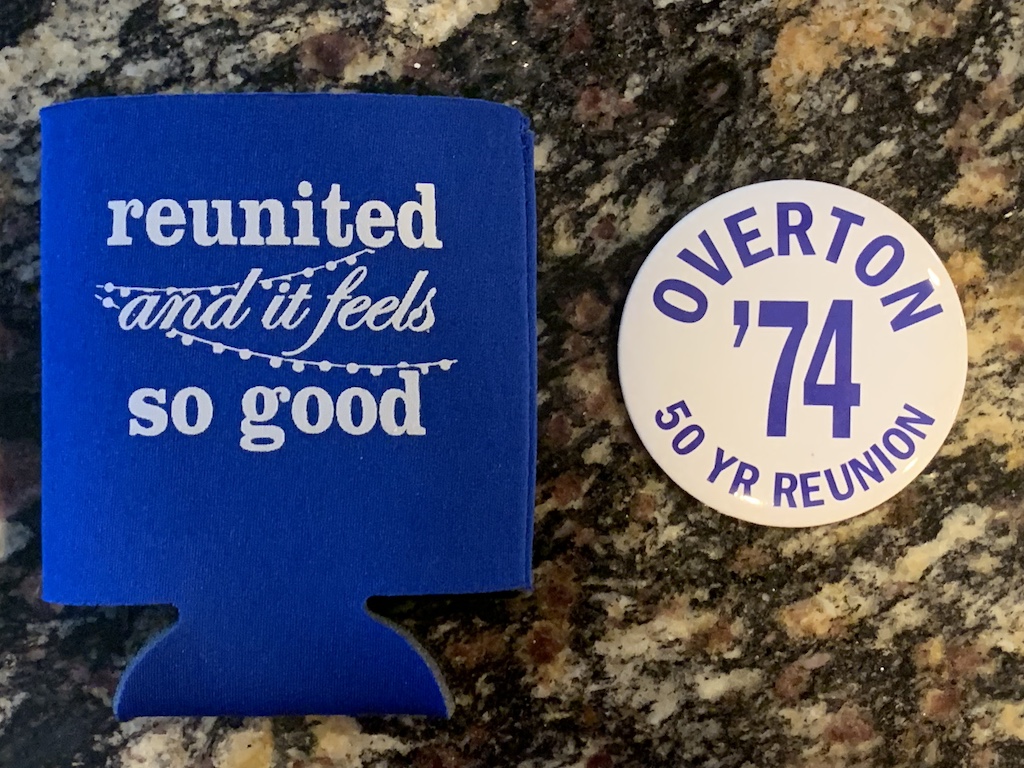 reunited
and it feels
so good
OVERTON
'74
50 YR REUNION